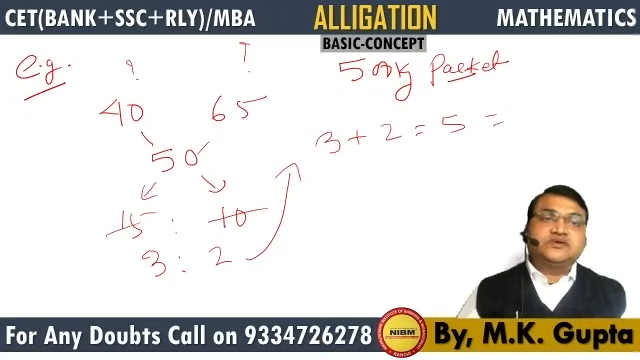 CET(BANK+SSC+RLY)/MBA
ALLIGATION
MATHEMATICS
BASIC-CONCEPT
e.g. ? ?
40 65
50
15 : 10
3 : 2
50 kg Packet
3 + 2 = 5 =
For Any Doubts Call on 9334726278
NIBM
RANCHI
By, M.K. Gupta